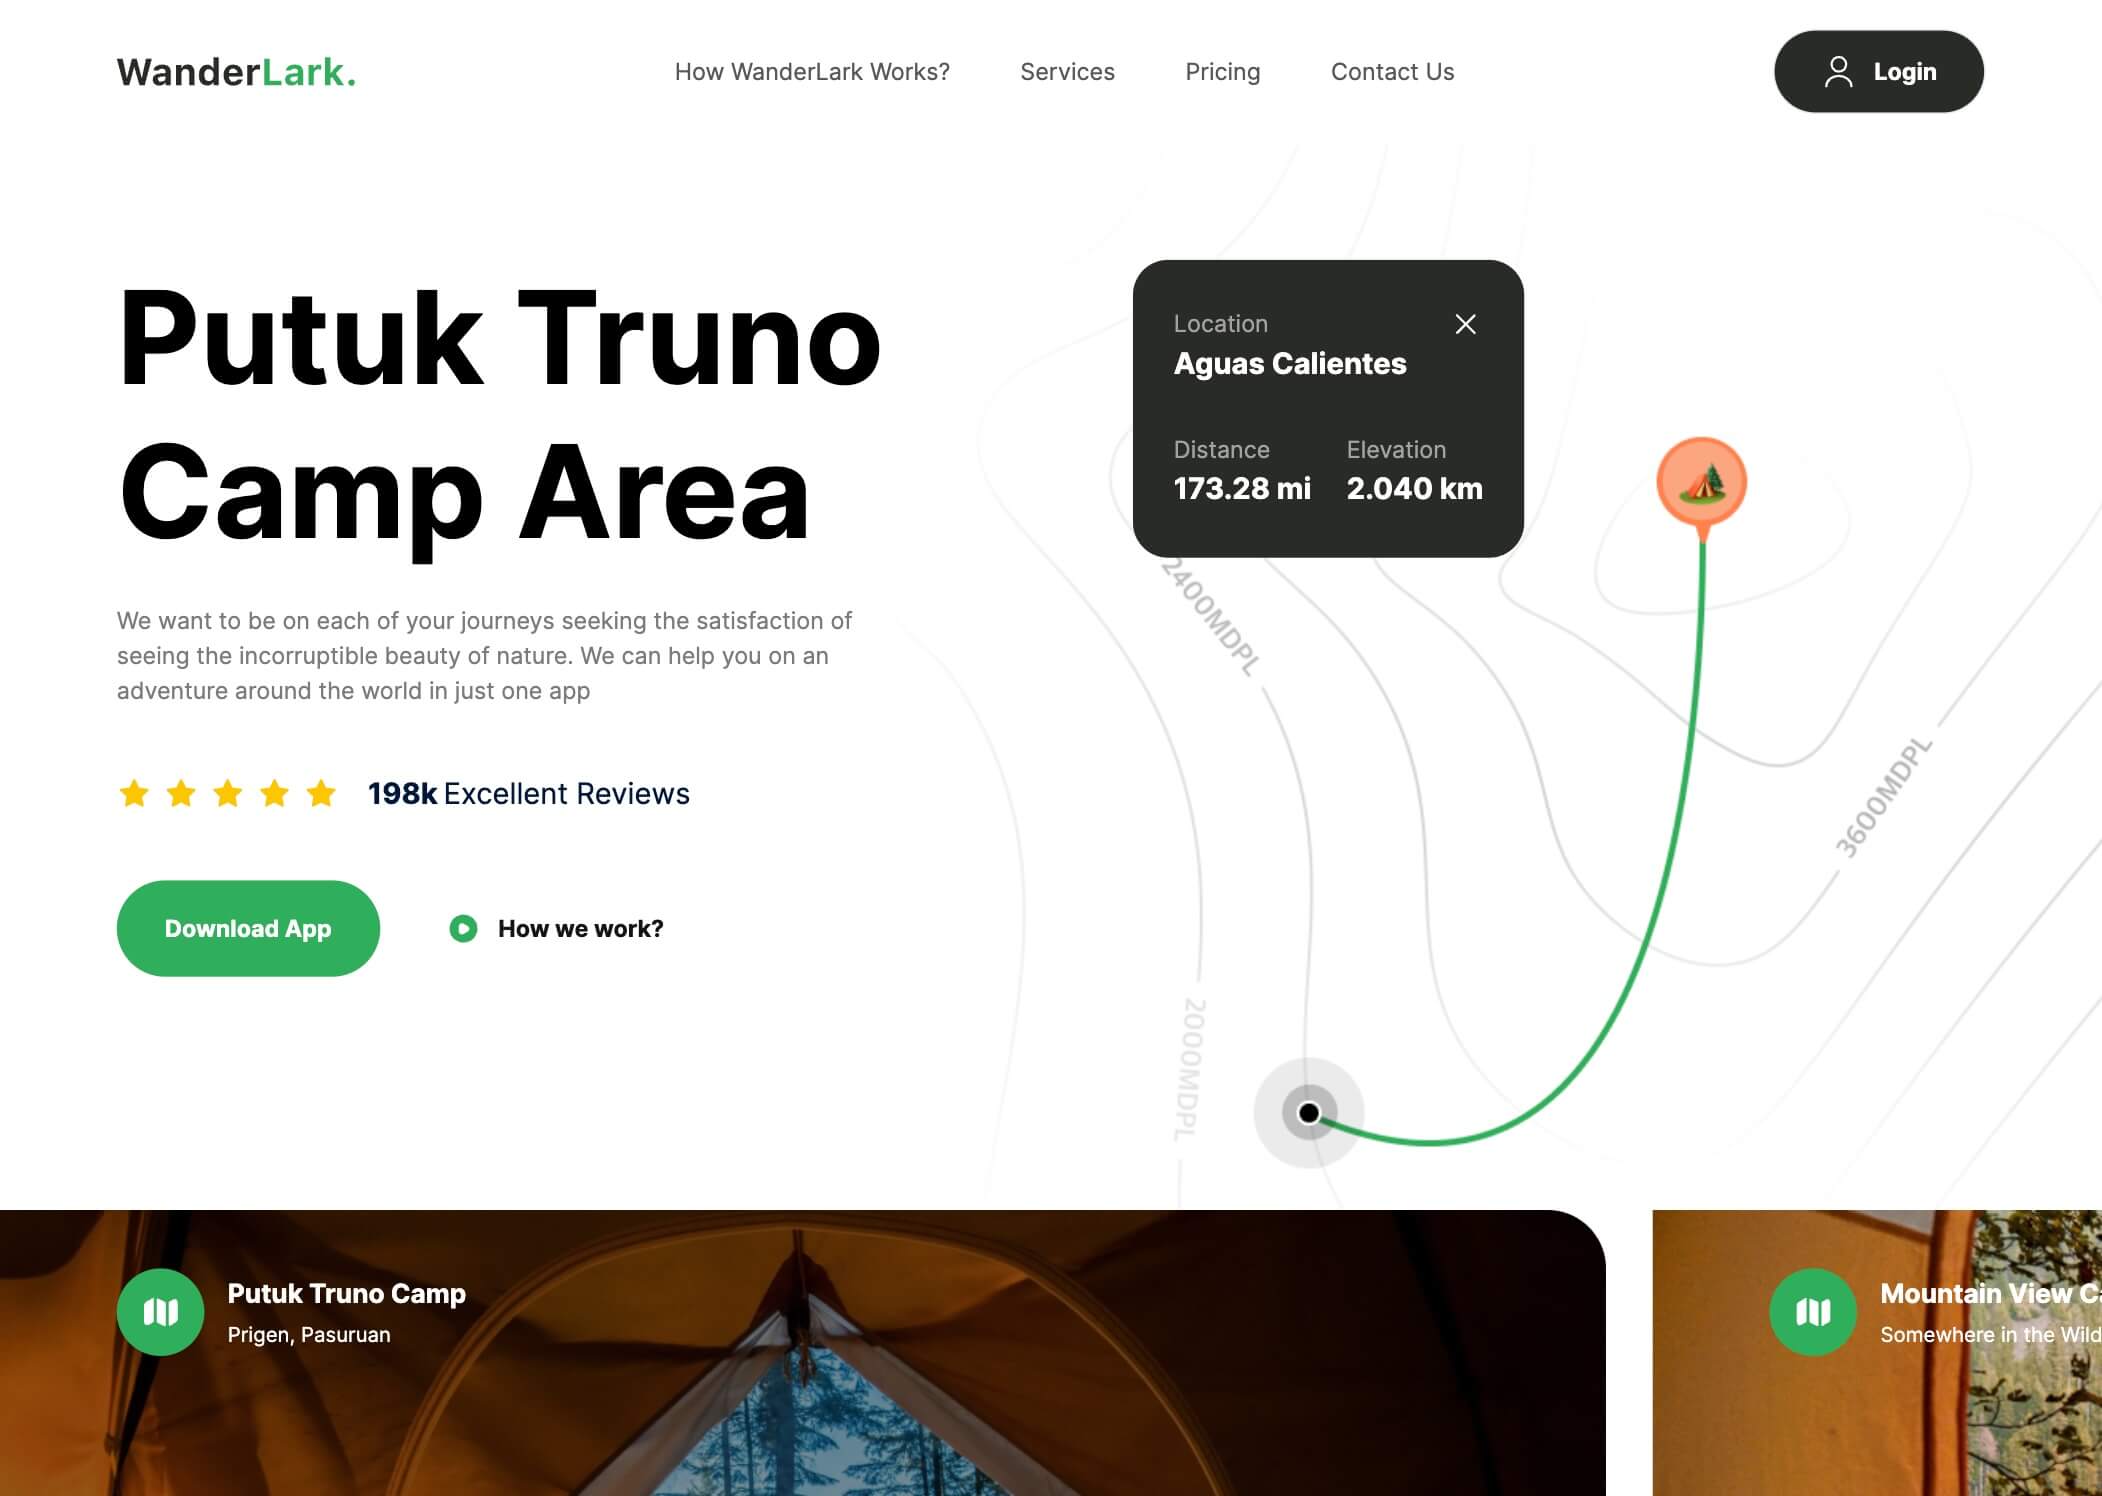 WanderLark.
How WanderLark Works?
Services
Pricing
Contact Us
Login
Putuk Truno
Camp Area
We want to be on each of your journeys seeking the satisfaction of
seeing the incorruptible beauty of nature. We can help you on an
adventure around the world in just one app
198k Excellent Reviews
Download App
How we work?
Location
Aguas Calientes
Distance
Elevation
173.28 mi
2.040 km
2400MDPL
3600MDPL
2000MDPL
Putuk Truno Camp
Prigen, Pasuruan
Mountain View
Somewhere in the Wild